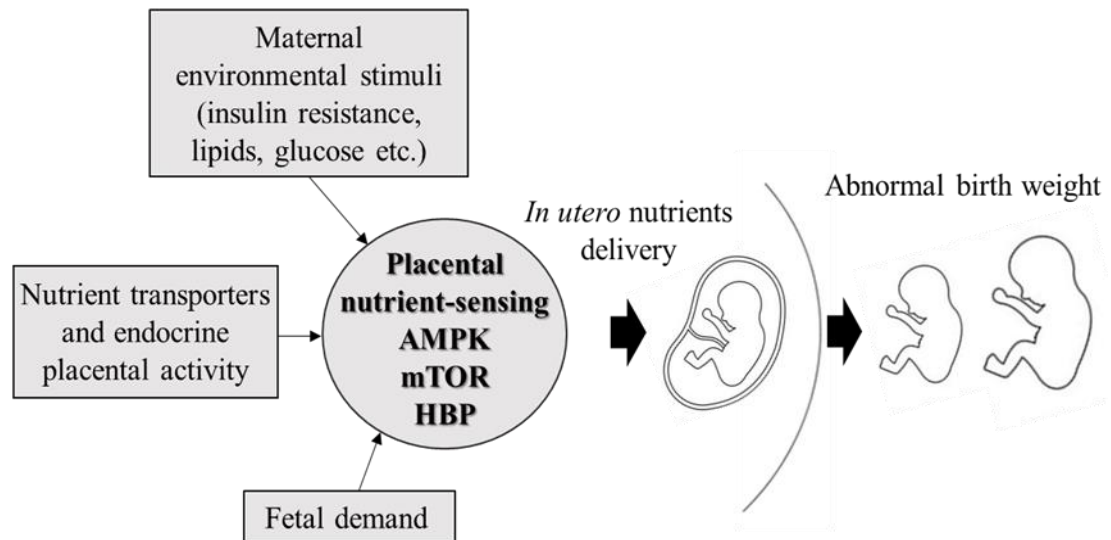 Maternal
environmental stimuli
(insulin resistance,
lipids, glucose etc.)
Nutrient transporters
and endocrine
placental activity
Fetal demand
Placental
nutrient-sensing
AMPK
mTOR
HBP
In utero nutrients
delivery
Abnormal birth weight